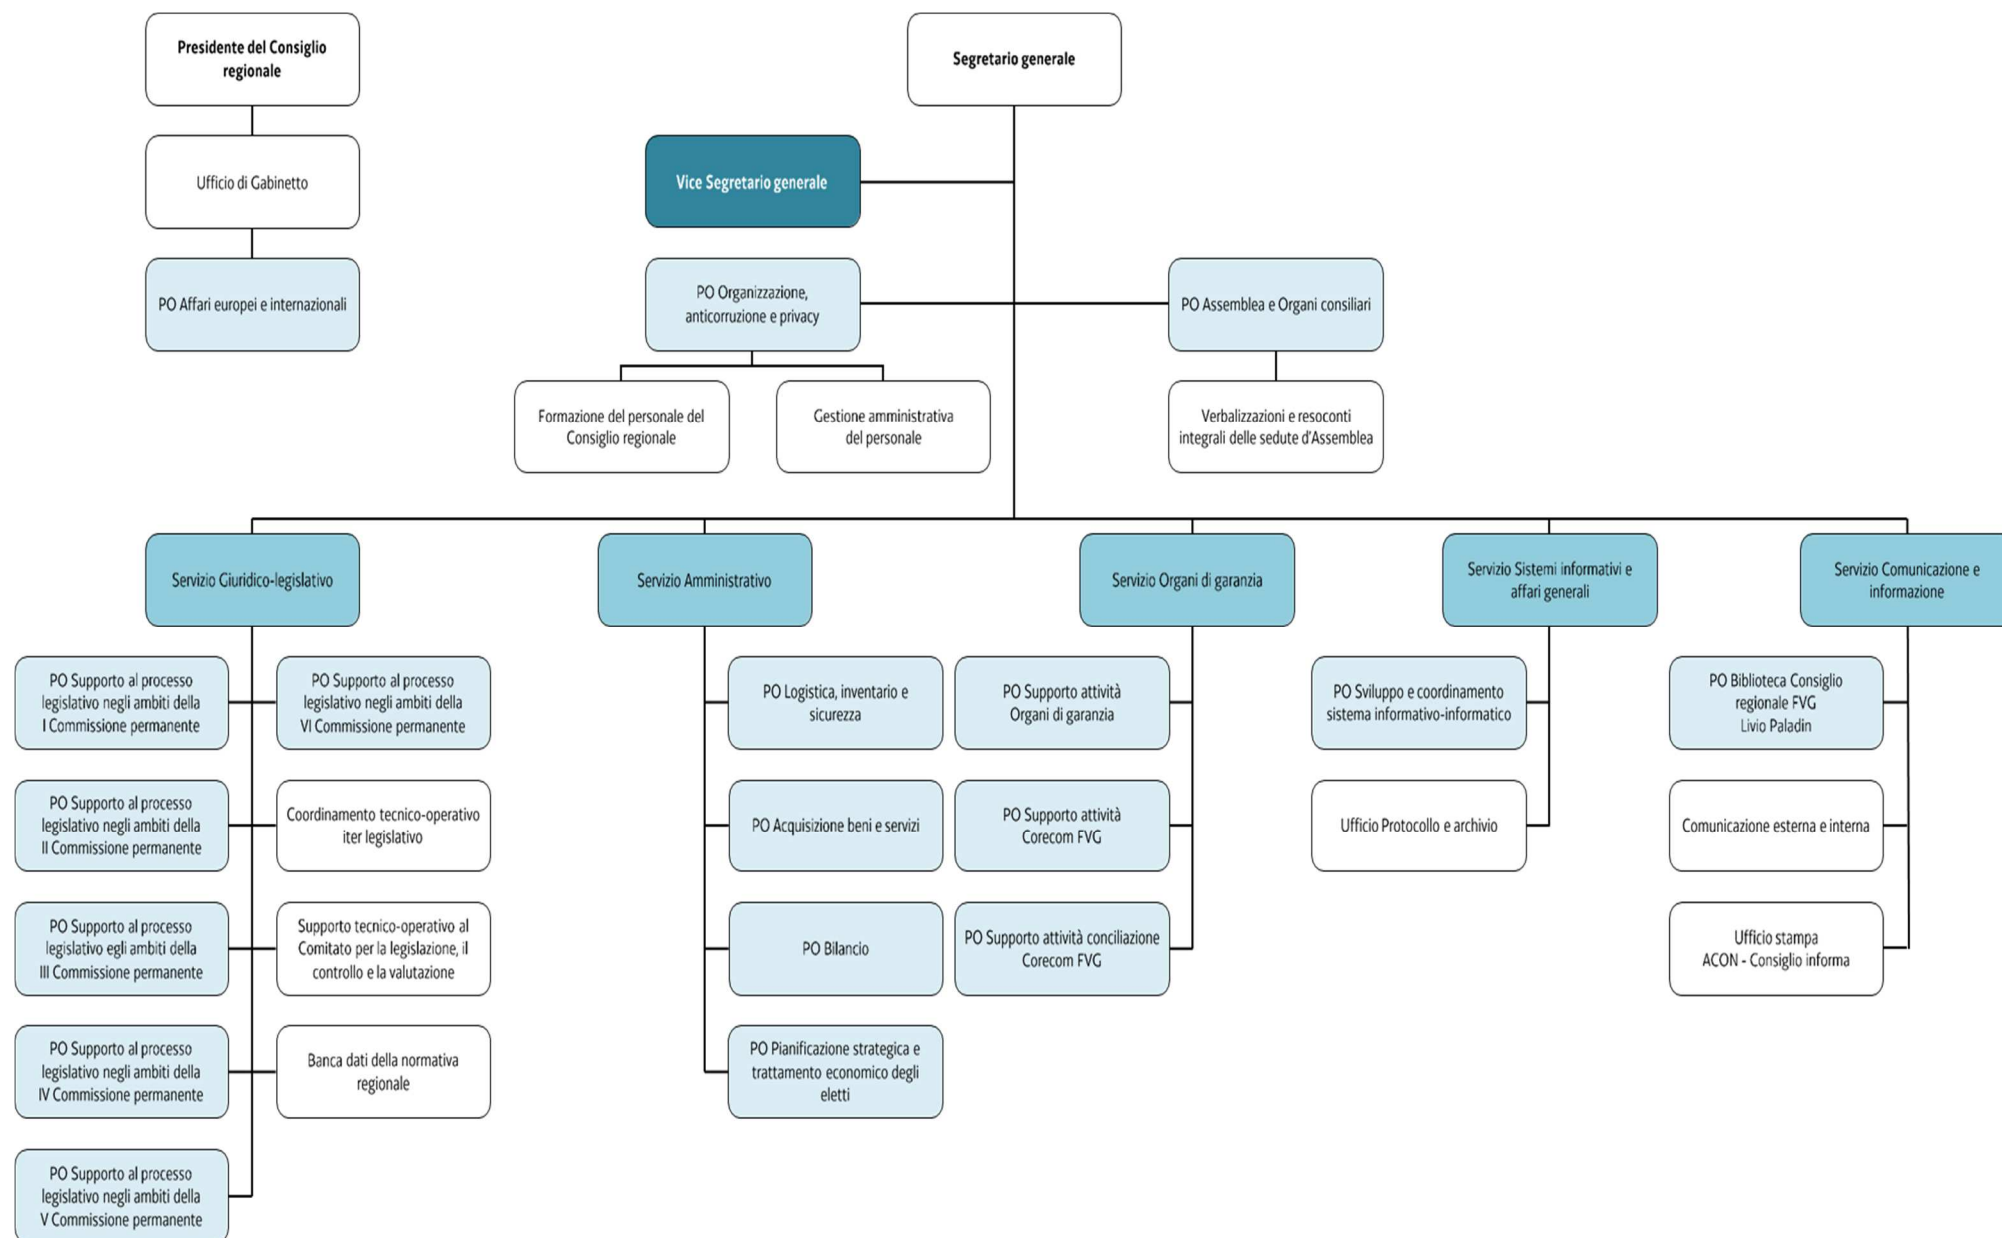 Presidente del Consiglio
regionale
Segretario generale
Ufficio di Gabinetto
Vice Segretario generale
PO Affari europei e internazionali
PO Organizzazione,
anticorruzione e privacy
PO Assemblea e Organi consiliari
Formazione del personale del
Consiglio regionale
Gestione amministrativa
del personale
Verbalizzazioni e resoconti
integrali delle sedute d'Assemblea
Servizio Giuridico-legislativo
Servizio Amministrativo
Servizio Organi di garanzia
Servizio Sistemi informativi e
affari generali
Servizio Comunicazione e
informazione
PO Supporto al processo
legislativo negli ambiti della
I Commissione permanente
PO Supporto al processo
legislativo negli ambiti della
VI Commissione permanente
PO Logistica, inventario e
sicurezza
PO Supporto attività
Organi di garanzia
PO Sviluppo e coordinamento
sistema informativo-informatico
PO Biblioteca Consiglio
regionale FVG
Livio Paladin
PO Supporto al processo
legislativo negli ambiti della
II Commissione permanente
Coordinamento tecnico-operativo
iter legislativo
PO Acquisizione beni e servizi
PO Supporto attività
Corecom FVG
Ufficio Protocollo e archivio
Comunicazione esterna e interna
PO Supporto al processo
legislativo egli ambiti della
III Commissione permanente
Supporto tecnico-operativo al
Comitato per la legislazione, il
controllo e la valutazione
PO Bilancio
PO Supporto attività conciliazione
Corecom FVG
Ufficio stampa
ACON - Consiglio informa
PO Supporto al processo
legislativo negli ambiti della
IV Commissione permanente
Banca dati della normativa
regionale
PO Pianificazione strategica e
trattamento economico degli
eletti
PO Supporto al processo
legislativo negli ambiti della
V Commissione permanente